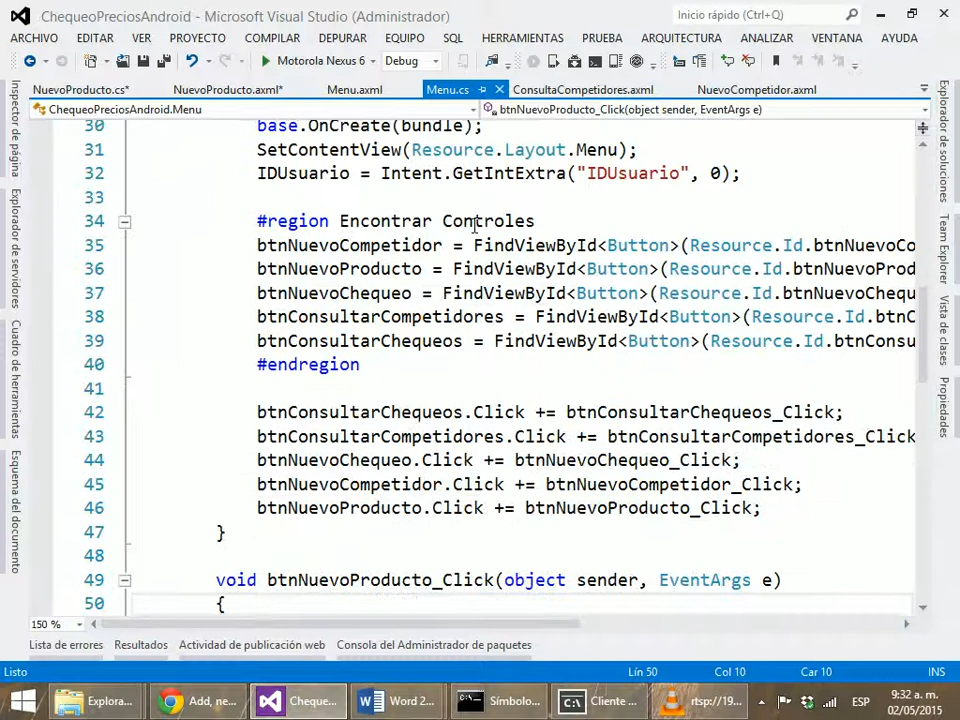 ChequeoPreciosAndroid - Microsoft Visual Studio (Administrador)
Inicio rápido (Ctrl+Q)
ARCHIVO EDITAR VER PROYECTO COMPILAR DEPURAR EQUIPO SQL HERRAMIENTAS PRUEBA ARQUITECTURA ANALIZAR VENTANA AYUDA
Motorola Nexus 6 Debug
NuevoProducto.cs* NuevoProducto.axml* Menu.axml Menu.cs ConsultaCompetidores.axml NuevoCompetidor.axml
ChequeoPreciosAndroid.Menu btnNuevoProducto_Click(object sender, EventArgs e)
30 base.OnCreate(bundle);
31 SetContentView(Resource.Layout.Menu);
32 IDUsuario = Intent.GetIntExtra("IDUsuario", 0);
33
34 #region Encontrar Controles
35 btnNuevoCompetidor = FindViewById<Button>(Resource.Id.btnNuevoCo
36 btnNuevoProducto = FindViewById<Button>(Resource.Id.btnNuevoProd
37 btnNuevoChequeo = FindViewById<Button>(Resource.Id.btnNuevoChequ
38 btnConsultarCompetidores = FindViewById<Button>(Resource.Id.btnC
39 btnConsultarChequeos = FindViewById<Button>(Resource.Id.btnConsu
40 #endregion
41
42 btnConsultarChequeos.Click += btnConsultarChequeos_Click;
43 btnConsultarCompetidores.Click += btnConsultarCompetidores_Click
44 btnNuevoChequeo.Click += btnNuevoChequeo_Click;
45 btnNuevoCompetidor.Click += btnNuevoCompetidor_Click;
46 btnNuevoProducto.Click += btnNuevoProducto_Click;
47 }
48
49 void btnNuevoProducto_Click(object sender, EventArgs e)
50 {
Inspector de página
Explorador de servidores
Cuadro de herramientas
Esquema del documento
Explorador de soluciones
Team Explorer
Vista de clases
Propiedades
150 %
Lista de errores Resultados Actividad de publicación web Consola del Administrador de paquetes
Listo Lín 50 Col 10 Car 10 INS
Explora... Add, ne... Cheque... Word 2... Símbolo... Cliente ... rtsp://19... ESP 9:32 a. m.
02/05/2015